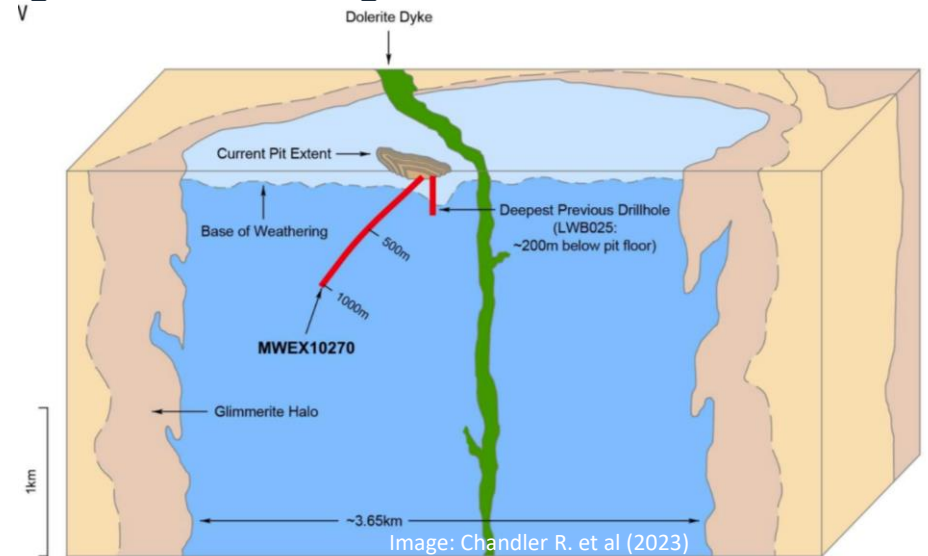 V
Dolerite Dyke
Current Pit Extent
Base of Weathering
Deepest Previous Drillhole
(LWB025:
~200m below pit floor)
500m
1000m
MWEX10270
Glimmerite Halo
1km
~3.65km
Image: Chandler R. et al (2023)